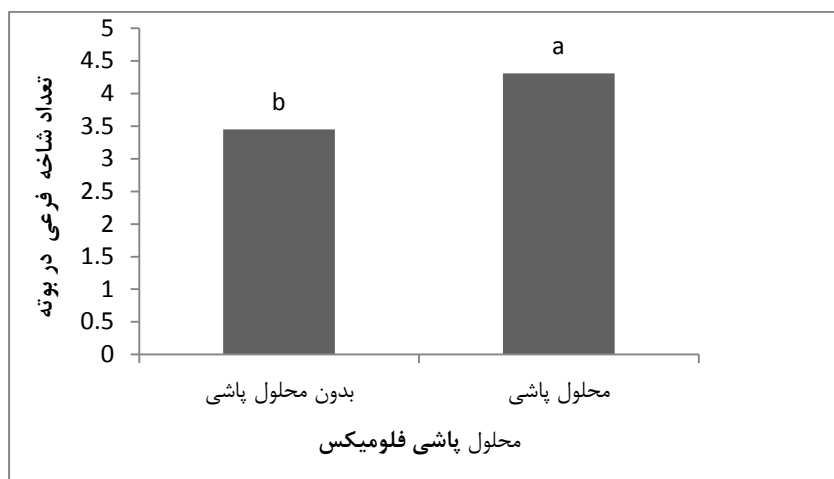 تعداد شاخه فرعی در بوته
5
4.5
4
3.5
3
2.5
2
1.5
1
0.5
0
b
a
بدون محلول پاشی
محلول پاشی
محلول پاشی فلومیکس